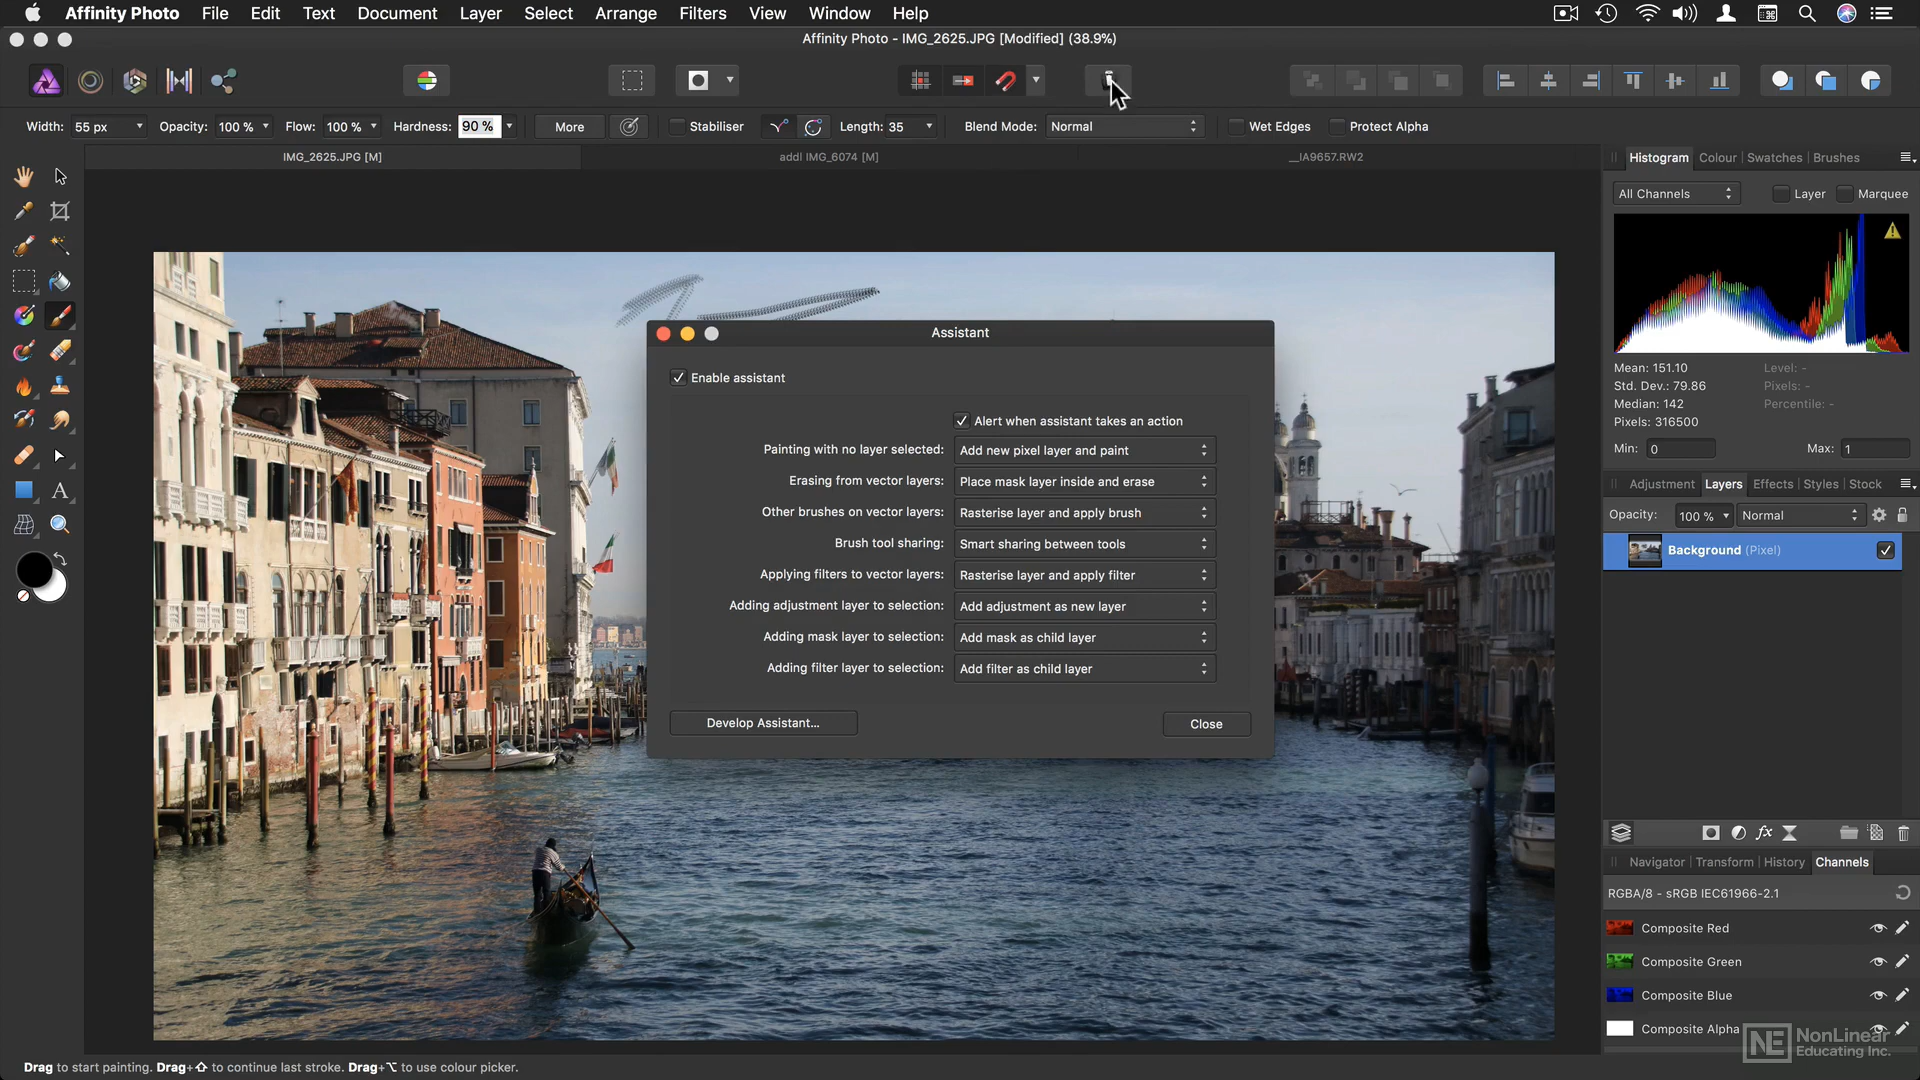 Affinity Photo File Edit Text Document Layer Select Arrange Filters View Window Help
Affinity Photo - IMG_2625.JPG [Modified] (38.9%)
Width: 55 px Opacity: 100 % Flow: 100 % Hardness: 90 % More Stabiliser Length: 35 Blend Mode: Normal Wet Edges Protect Alpha
IMG_2625.JPG [M] addl IMG_6074 [M] __IA9657.RW2
Histogram Colour Swatches Brushes
All Channels Layer Marquee
Mean: 151.10 Level: -
Std. Dev.: 79.86 Pixels: -
Median: 142 Percentile: -
Pixels: 316500
Min: 0 Max: 1
Adjustment Layers Effects Styles Stock
Opacity: 100 % Normal
Background (Pixel)
fx
Navigator Transform History Channels
RGBA/8 - sRGB IEC61966-2.1
Composite Red
Composite Green
Composite Blue
Composite Alpha
Assistant
Enable assistant
Alert when assistant takes an action
Painting with no layer selected: Add new pixel layer and paint
Erasing from vector layers: Place mask layer inside and erase
Other brushes on vector layers: Rasterise layer and apply brush
Brush tool sharing: Smart sharing between tools
Applying filters to vector layers: Rasterise layer and apply filter
Adding adjustment layer to selection: Add adjustment as new layer
Adding mask layer to selection: Add mask as child layer
Adding filter layer to selection: Add filter as child layer
Develop Assistant... Close
A
Drag to start painting. Drag+⇧ to continue last stroke. Drag+⌥ to use colour picker.
NE NonLinear
Educating Inc.